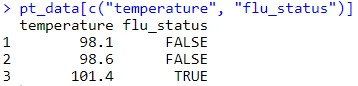 > pt_data[c("temperature", "flu_status")]
  temperature flu_status
1        98.1      FALSE
2        98.6      FALSE
3       101.4       TRUE